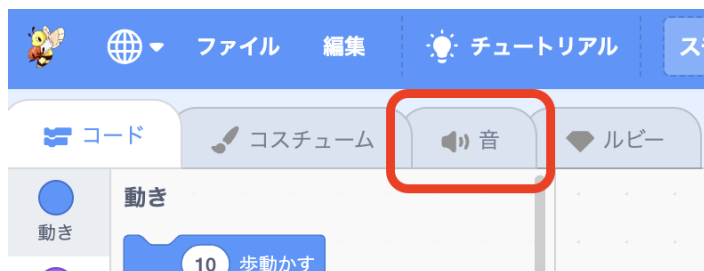 ファイル 編集 チュートリアル
コード コスチューム 音 ルビー
動き
動き
10 歩動かす